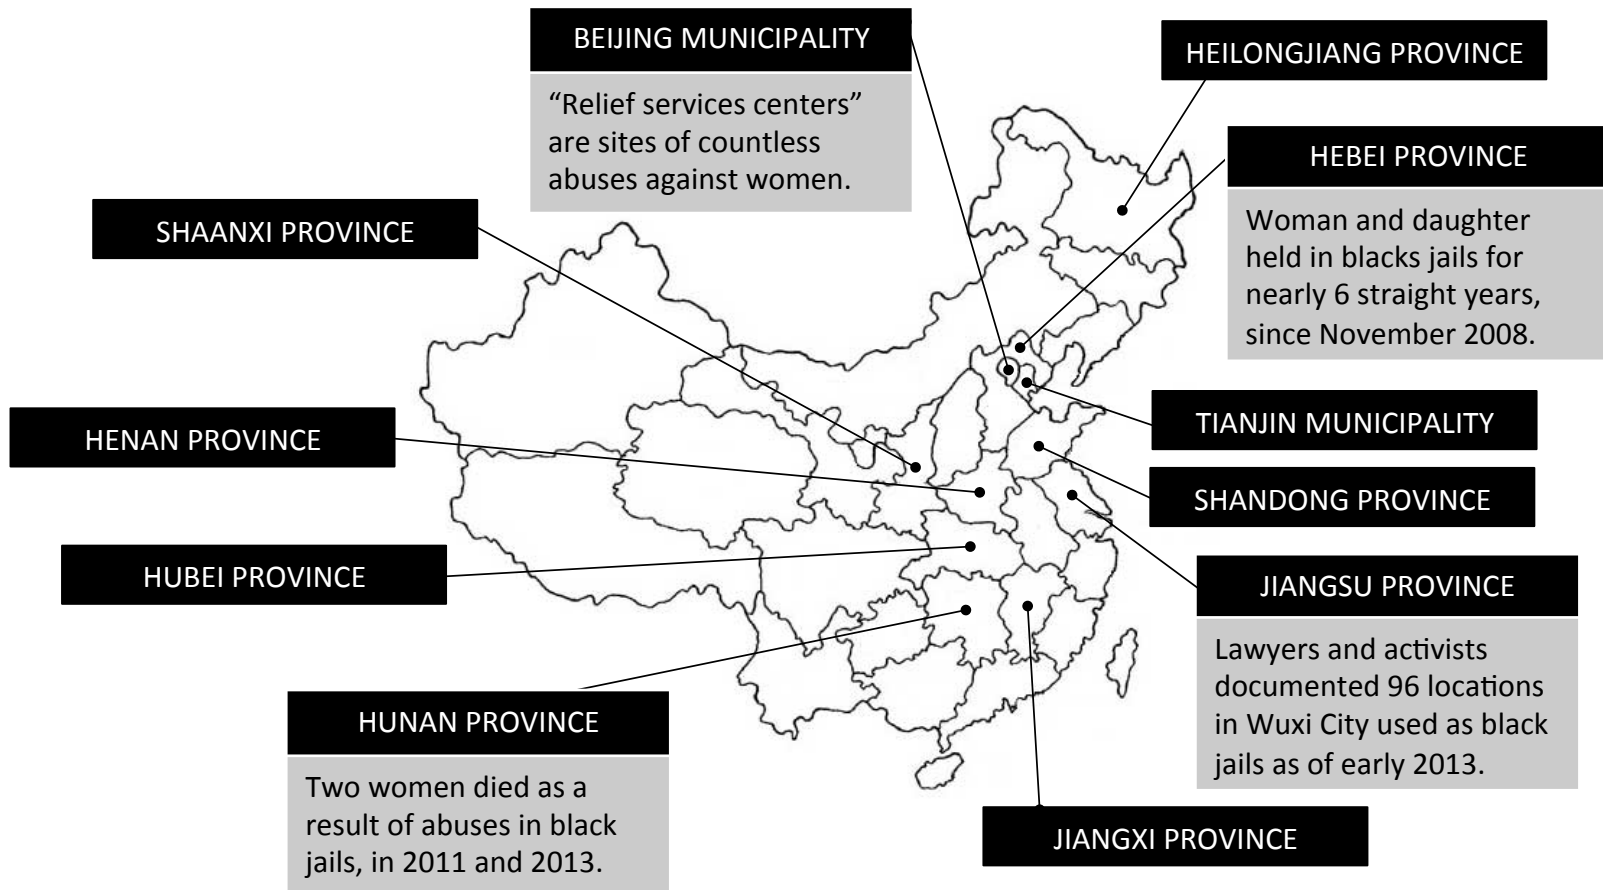 BEIJING MUNICIPALITY
“Relief services centers”
are sites of countless
abuses against women.
HEILONGJIANG PROVINCE
HEBEI PROVINCE
Woman and daughter
held in blacks jails for
nearly 6 straight years,
since November 2008.
SHAANXI PROVINCE
HENAN PROVINCE
TIANJIN MUNICIPALITY
SHANDONG PROVINCE
HUBEI PROVINCE
JIANGSU PROVINCE
Lawyers and activists
documented 96 locations
in Wuxi City used as black
jails as of early 2013.
HUNAN PROVINCE
Two women died as a
result of abuses in black
jails, in 2011 and 2013.
JIANGXI PROVINCE